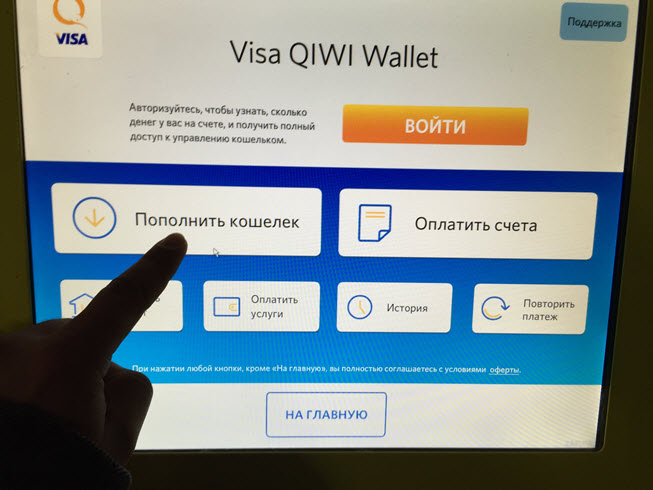 VISA
Поддержка
Visa QIWI Wallet
Авторизуйтесь, чтобы узнать, сколько
денег у вас на счете, и получить полный
доступ к управлению кошельком.
ВОЙТИ
Пополнить кошелек
Оплатить счета
Оплатить
услуги
История
Повторить
платеж
При нажатии любой кнопки, кроме «На главную», вы полностью соглашаетесь с условиями оферты.
НА ГЛАВНУЮ